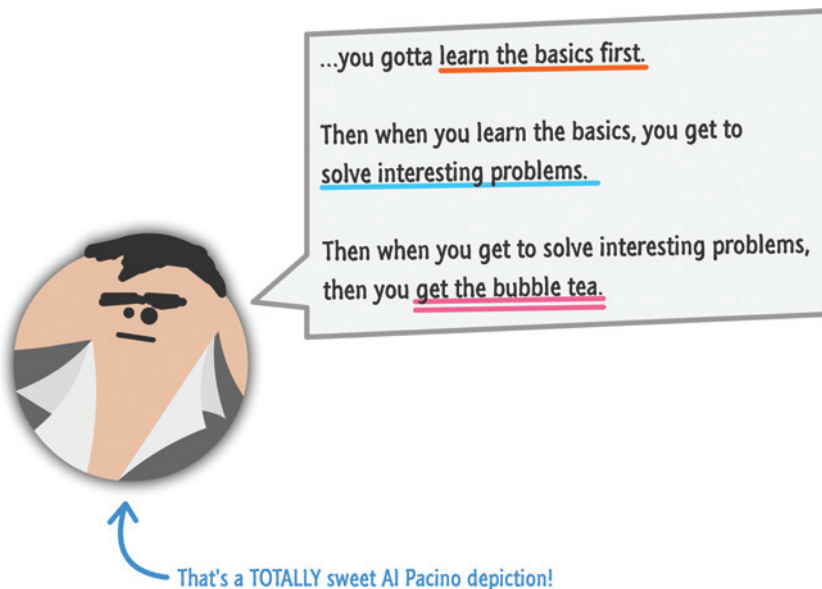 ...you gotta learn the basics first.
Then when you learn the basics, you get to
solve interesting problems.
Then when you get to solve interesting problems,
then you get the bubble tea.
That's a TOTALLY sweet Al Pacino depiction!